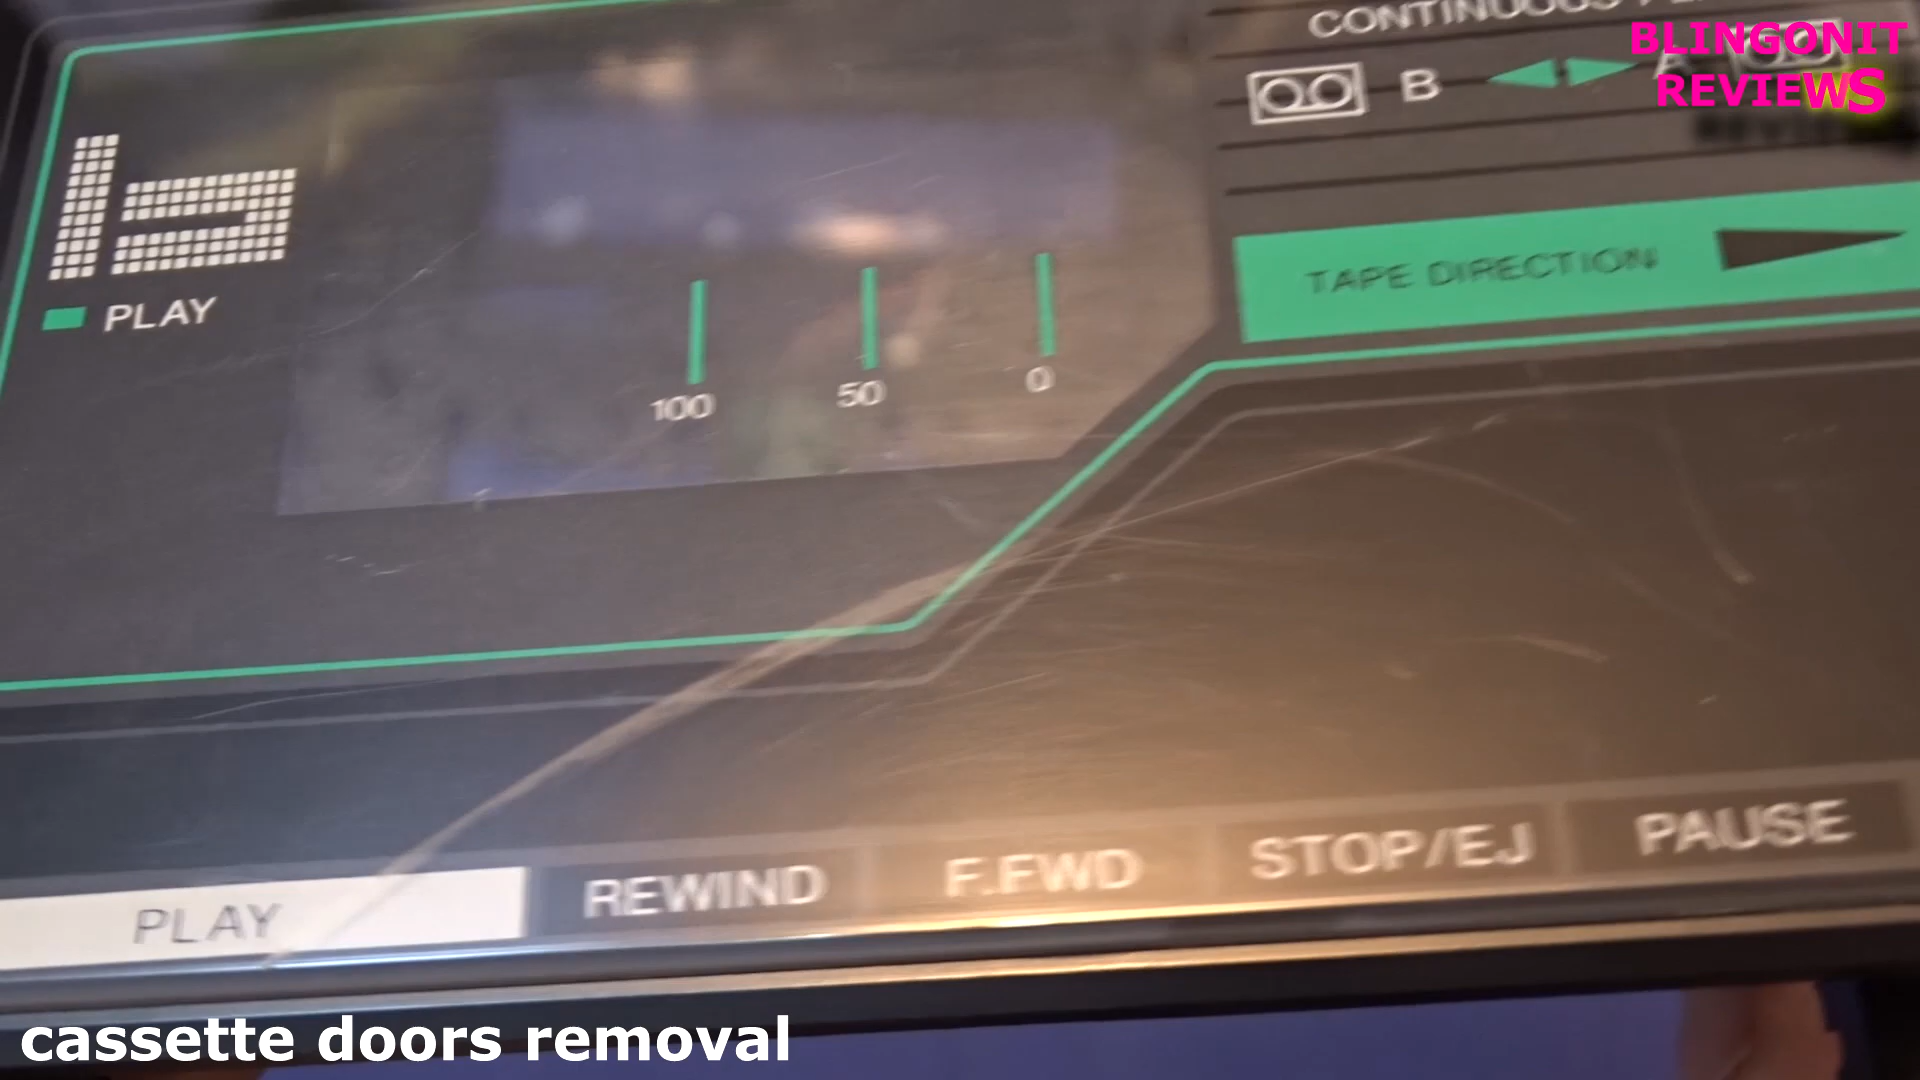 CONTINUOUS
BLINGONIT
REVIEWS
B
A
b
TAPE DIRECTION
PLAY
100 50 0
PLAY REWIND F.FWD STOP/EJ PAUSE
cassette doors removal